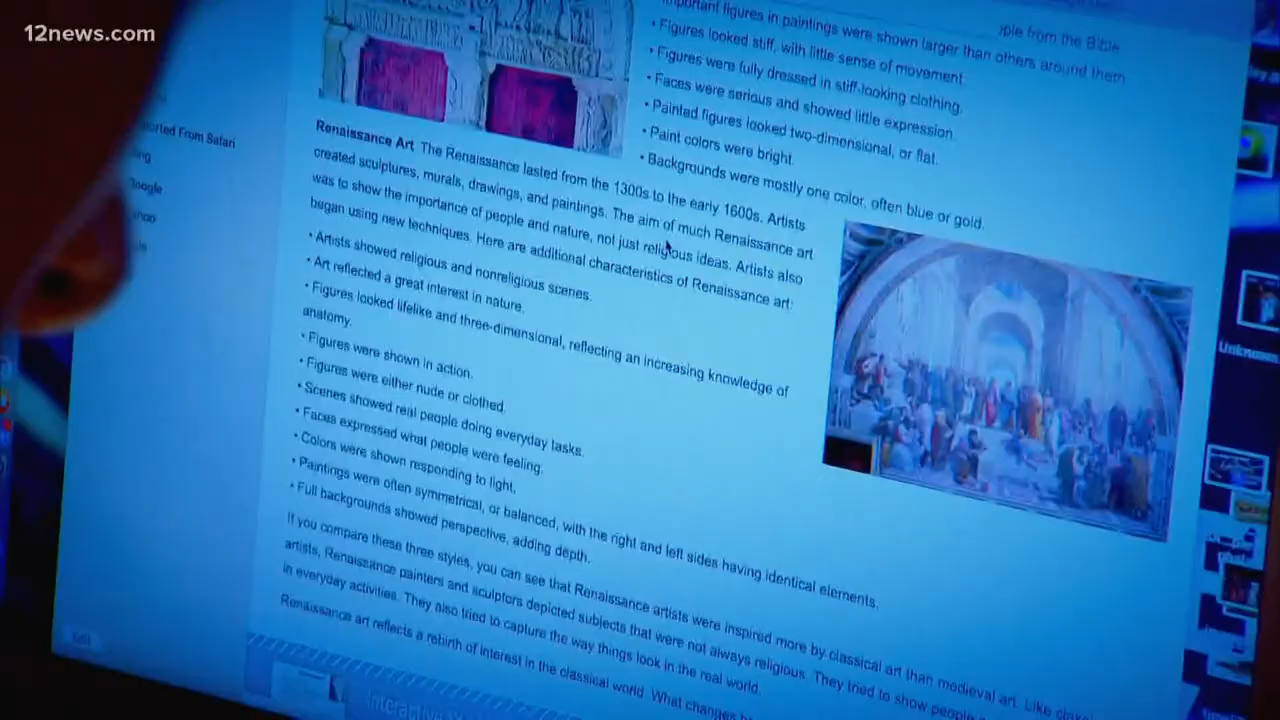 12news.com
important figures in paintings were shown larger than others around them
from the Bible
• Figures looked stiff, with little sense of movement.
• Figures were fully dressed in stiff-looking clothing.
• Faces were serious and showed little expression.
• Painted figures looked two-dimensional, or flat.
• Paint colors were bright.
• Backgrounds were mostly one color, often blue or gold.
From Safari
Renaissance Art The Renaissance lasted from the 1300s to the early 1600s. Artists
created sculptures, murals, drawings, and paintings. The aim of much Renaissance art
was to show the importance of people and nature, not just religious ideas. Artists also
began using new techniques. Here are additional characteristics of Renaissance art:
• Artists showed religious and nonreligious scenes.
• Art reflected a great interest in nature.
• Figures looked lifelike and three-dimensional, reflecting an increasing knowledge of
anatomy.
• Figures were shown in action.
• Figures were either nude or clothed.
• Scenes showed real people doing everyday tasks.
• Faces expressed what people were feeling.
• Colors were shown responding to light.
• Paintings were often symmetrical, or balanced, with the right and left sides having identical elements.
• Full backgrounds showed perspective, adding depth.
If you compare these three styles, you can see that Renaissance artists were inspired more by classical art than medieval art. Like
artists, Renaissance painters and sculptors depicted subjects that were not always religious. They tried to show people
in everyday activities. They also tried to capture the way things look in the real world.
Renaissance art reflects a rebirth of interest in the classical world. What changes
Edit